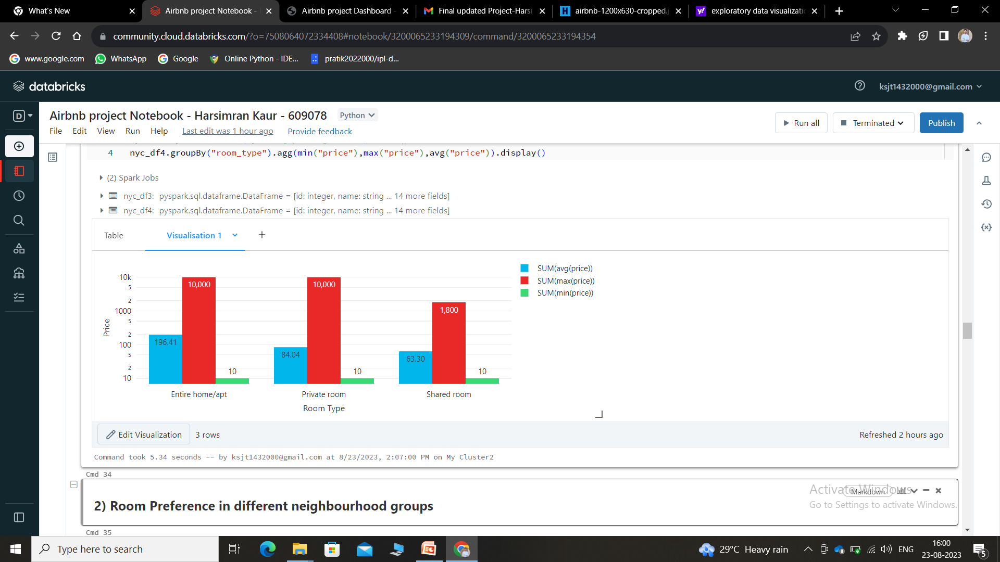 What's New
Airbnb project Notebook -
Airbnb project Dashboard -
Final updated Project-Harsi
airbnb-1200x630-cropped.j
exploratory data visualizatio
community.cloud.databricks.com/?o=7508064072334408#notebook/3200065233194309/command/3200065233194354
www.google.com
WhatsApp
Google
Online Python - IDE...
pratik2022000/ipl-d...
databricks
ksjt1432000@gmail.com
D
Airbnb project Notebook - Harsimran Kaur - 609078
Python
File Edit View Run Help Last edit was 1 hour ago Provide feedback
Run all
Terminated
Publish
4 nyc_df4.groupBy("room_type").agg(min("price"),max("price"),avg("price")).display()
(2) Spark Jobs
nyc_df3: pyspark.sql.dataframe.DataFrame = [id: integer, name: string ... 14 more fields]
nyc_df4: pyspark.sql.dataframe.DataFrame = [id: integer, name: string ... 14 more fields]
Table
Visualisation 1
+
10k
5
2
1000
5
2
100
5
2
10
Price
196.41
10,000
10
84.04
10,000
10
63.30
1,800
10
Entire home/apt
Private room
Shared room
Room Type
SUM(avg(price))
SUM(max(price))
SUM(min(price))
Edit Visualization
3 rows
Refreshed 2 hours ago
Command took 5.34 seconds -- by ksjt1432000@gmail.com at 8/23/2023, 2:07:00 PM on My Cluster2
Cmd 34
Markdown
Activate Windows
Go to Settings to activate Windows.
2) Room Preference in different neighbourhood groups
Cmd 35
Type here to search
29°C Heavy rain
ENG
16:00
23-08-2023
5